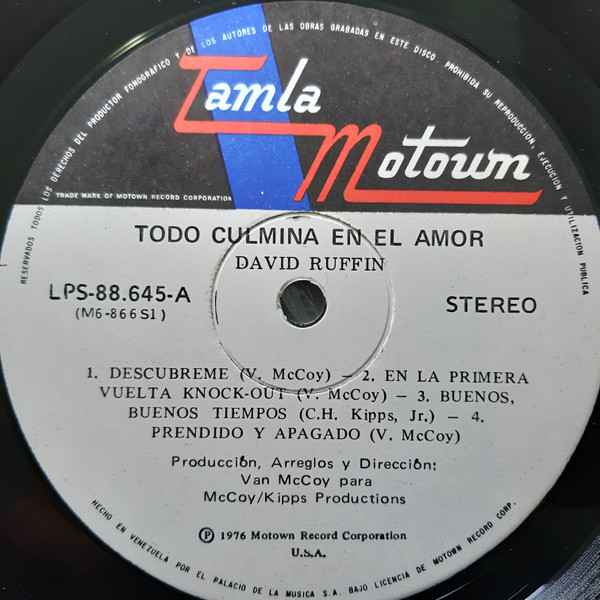 RESERVADOS TODOS LOS DERECHOS DEL PRODUCTOR FONOGRAFICO Y DE LOS AUTORES DE LAS OBRAS GRABADAS EN ESTE DISCO. PROHIBIDA SU REPRODUCCION, EJECUCION Y UTILIZACION PUBLICA
Tamla
Motown
TRADE MARK OF MOTOWN RECORD CORPORATION
TODO CULMINA EN EL AMOR
DAVID RUFFIN
LPS-88.645-A
STEREO
(M6-866S1)
1. DESCUBREME (V. McCOY) — 2. EN LA PRIMERA
VUELTA KNOCK-OUT (V. McCOY) — 3. BUENOS,
BUENOS TIEMPOS (C.H. KIPPS, Jr.) — 4.
PRENDIDO Y APAGADO (V. McCOY)
Producción, Arreglos y Dirección:
Van McCoy para
McCoy/Kipps Productions
Ⓟ 1976 Motown Record Corporation
U.S.A.
HECHO EN VENEZUELA POR EL PALACIO DE LA MUSICA S.A. BAJO LICENCIA DE MOTOWN RECORD CORP.